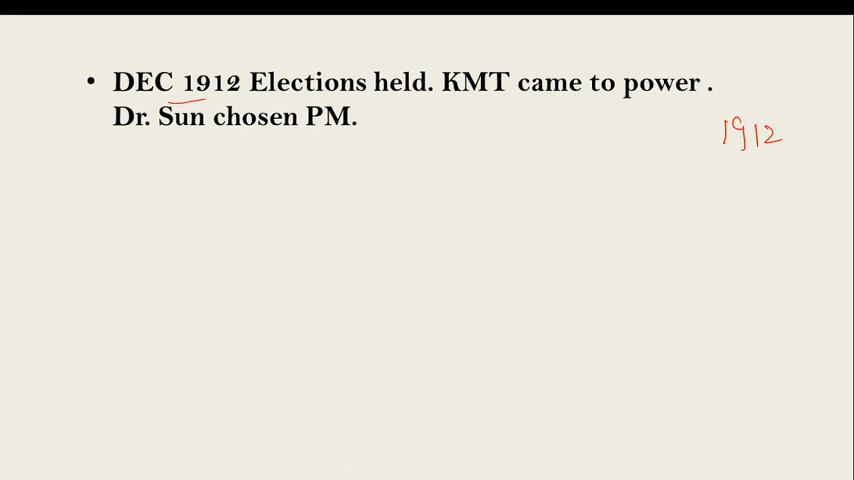 • DEC 1912 Elections held. KMT came to power .
Dr. Sun chosen PM.
1912